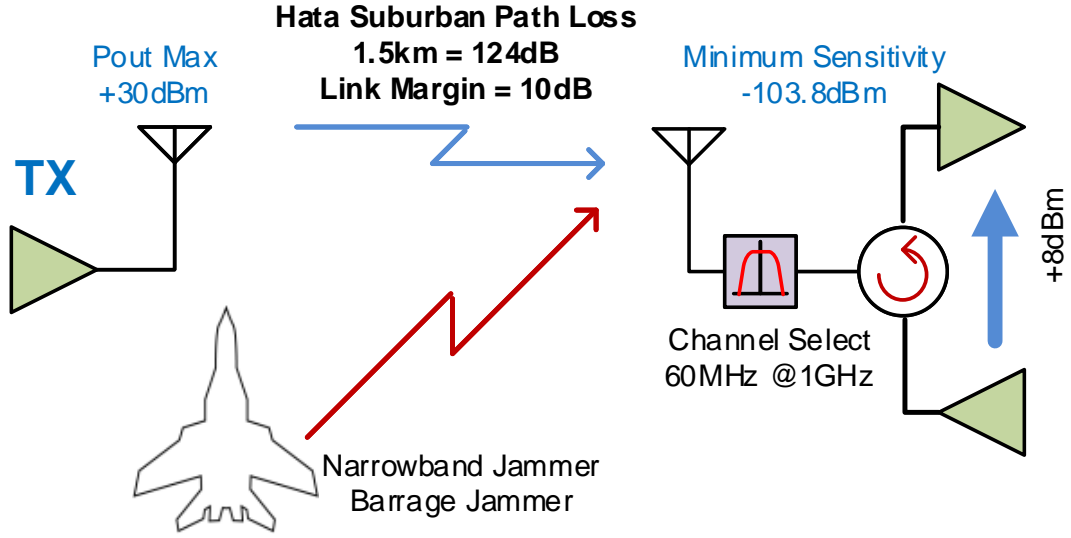 Hata Suburban Path Loss
1.5km = 124dB
Link Margin = 10dB
Pout Max
+30dBm
Minimum Sensitivity
-103.8dBm
TX
+8dBm
Channel Select
60MHz @1GHz
Narrowband Jammer
Barrage Jammer